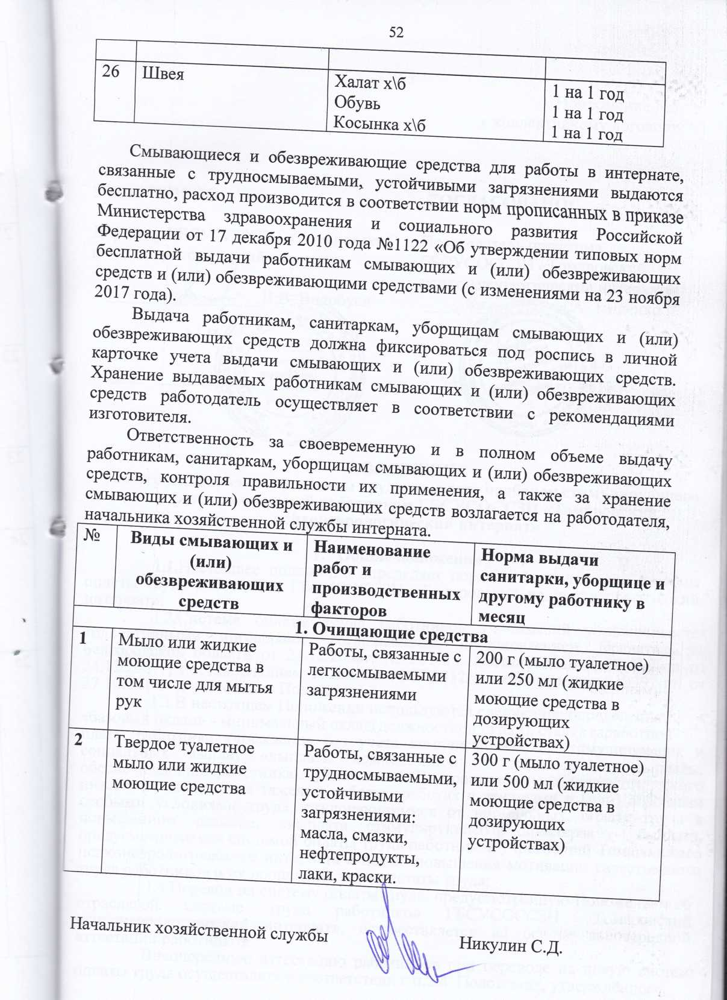 52
26 Швея Халат х\б 1 на 1 год
Обувь 1 на 1 год
Косынка х\б 1 на 1 год
Смывающиеся и обезвреживающие средства для работы в интернате,
связанные с трудносмываемыми, устойчивыми загрязнениями выдаются
бесплатно, расход производится в соответствии норм прописанных в приказе
Министерства здравоохранения и социального развития Российской
Федерации от 17 декабря 2010 года №1122 «Об утверждении типовых норм
бесплатной выдачи работникам смывающих и (или) обезвреживающих
средств и (или) обезвреживающими средствами (с изменениями на 23 ноября
2017 года).
Выдача работникам, санитаркам, уборщицам смывающих и (или)
обезвреживающих средств должна фиксироваться под роспись в личной
карточке учета выдачи смывающих и (или) обезвреживающих средств.
Хранение выдаваемых работникам смывающих и (или) обезвреживающих
средств работодатель осуществляет в соответствии с рекомендациями
изготовителя.
Ответственность за своевременную и в полном объеме выдачу
работникам, санитаркам, уборщицам смывающих и (или) обезвреживающих
средств, контроля правильности их применения, а также за хранение
смывающих и (или) обезвреживающих средств возлагается на работодателя,
начальника хозяйственной службы интерната.
№ Виды смывающих и Наименование Норма выдачи
(или) работ и санитарки, уборщице и
обезвреживающих производственных другому работнику в
средств факторов месяц
1. Очищающие средства
1 Мыло или жидкие Работы, связанные с 200 г (мыло туалетное)
моющие средства в легкосмываемыми или 250 мл (жидкие
том числе для мытья загрязнениями моющие средства в
рук дозирующих
устройствах)
2 Твердое туалетное Работы, связанные с 300 г (мыло туалетное)
мыло или жидкие трудносмываемыми, или 500 мл (жидкие
моющие средства устойчивыми моющие средства в
загрязнениями: дозирующих
масла, смазки, устройствах)
нефтепродукты,
лаки, краски.
Начальник хозяйственной службы Никулин С.Д.